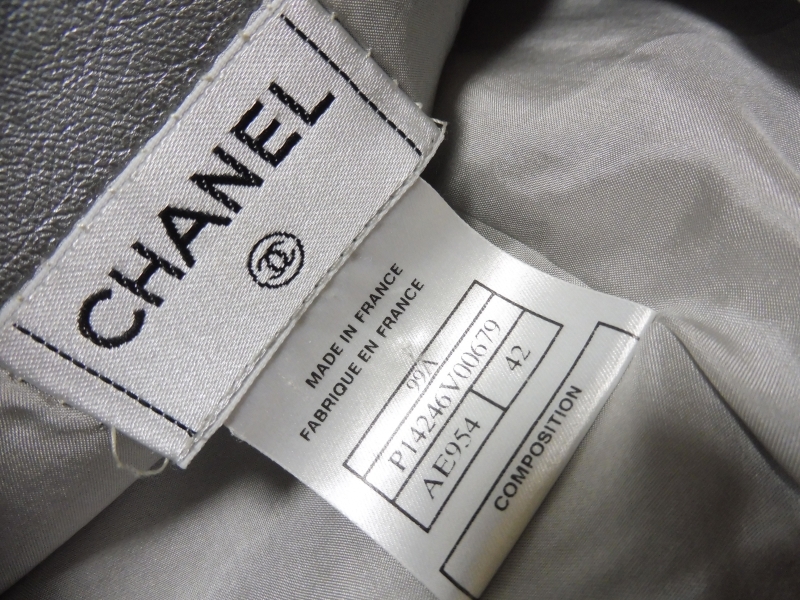 CHANEL
MADE IN FRANCE
FABRIQUE EN FRANCE
99A
P14246V00679
AE954 42
COMPOSITION